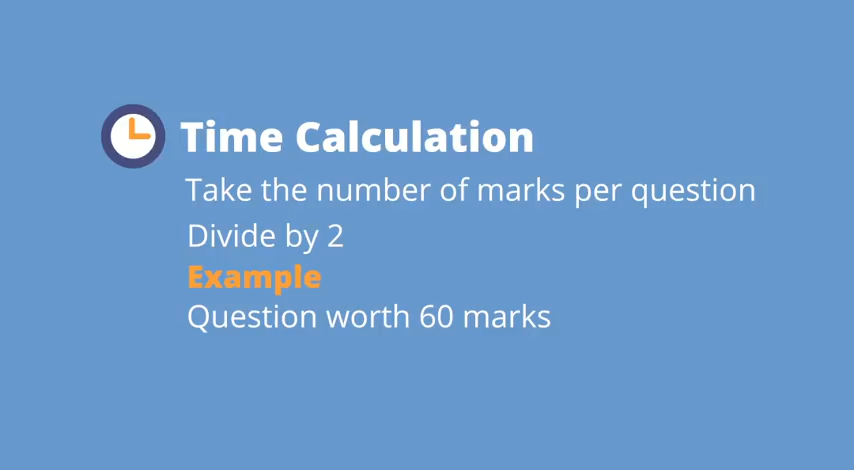 Time Calculation
Take the number of marks per question
Divide by 2
Example
Question worth 60 marks